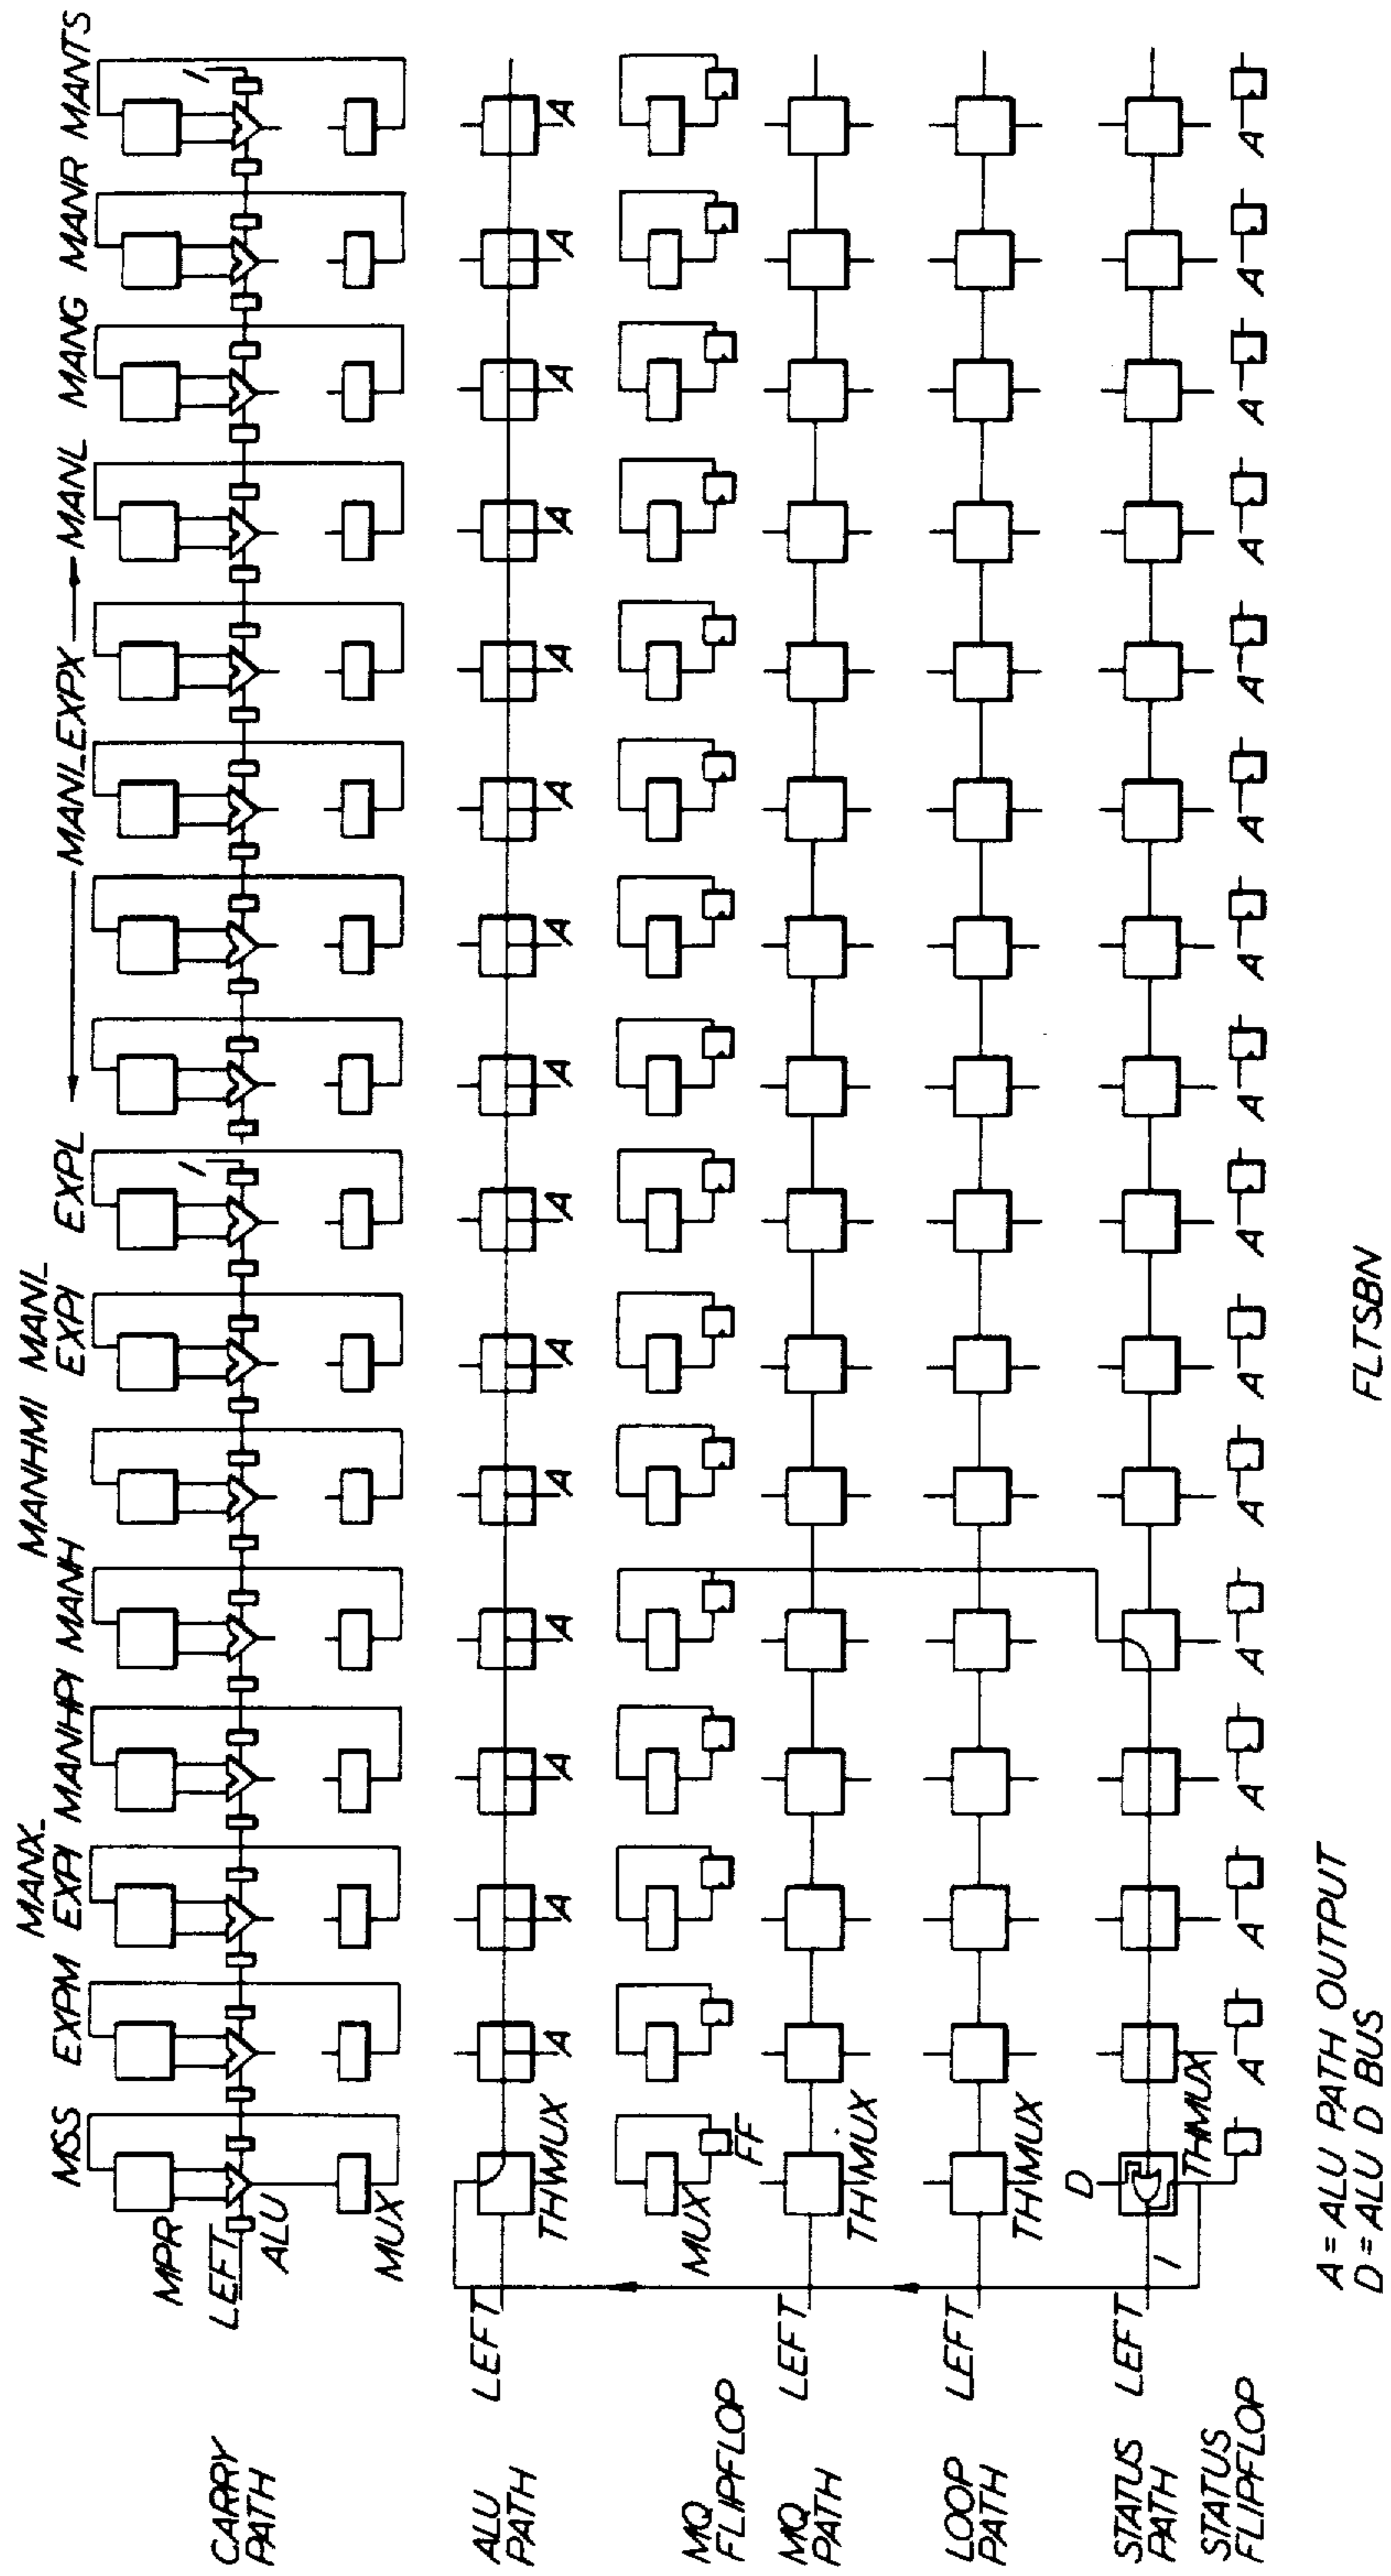 MANX_ MANHMI MANL_
MSS EXPM EXPI MANHPI MANH EXPI EXPL MANLEXPX MANL MANG MANR MANTS
MPR
I I
CARRY
PATH
LEFT
ALU
MUX
ALU
PATH
LEFT
THMUX
A A A A A A A A A A A A A A A
MQ
FLIPFLOP
MUX
FF
MQ
PATH
LEFT
THMUX
LOOP
PATH
LEFT
THMUX
STATUS
PATH
LEFT
D
I
THMUX
STATUS
FLIPFLOP
A A A A A A A A A A A A A A A
A = ALU PATH OUTPUT
D = ALU D BUS
FLTSBN